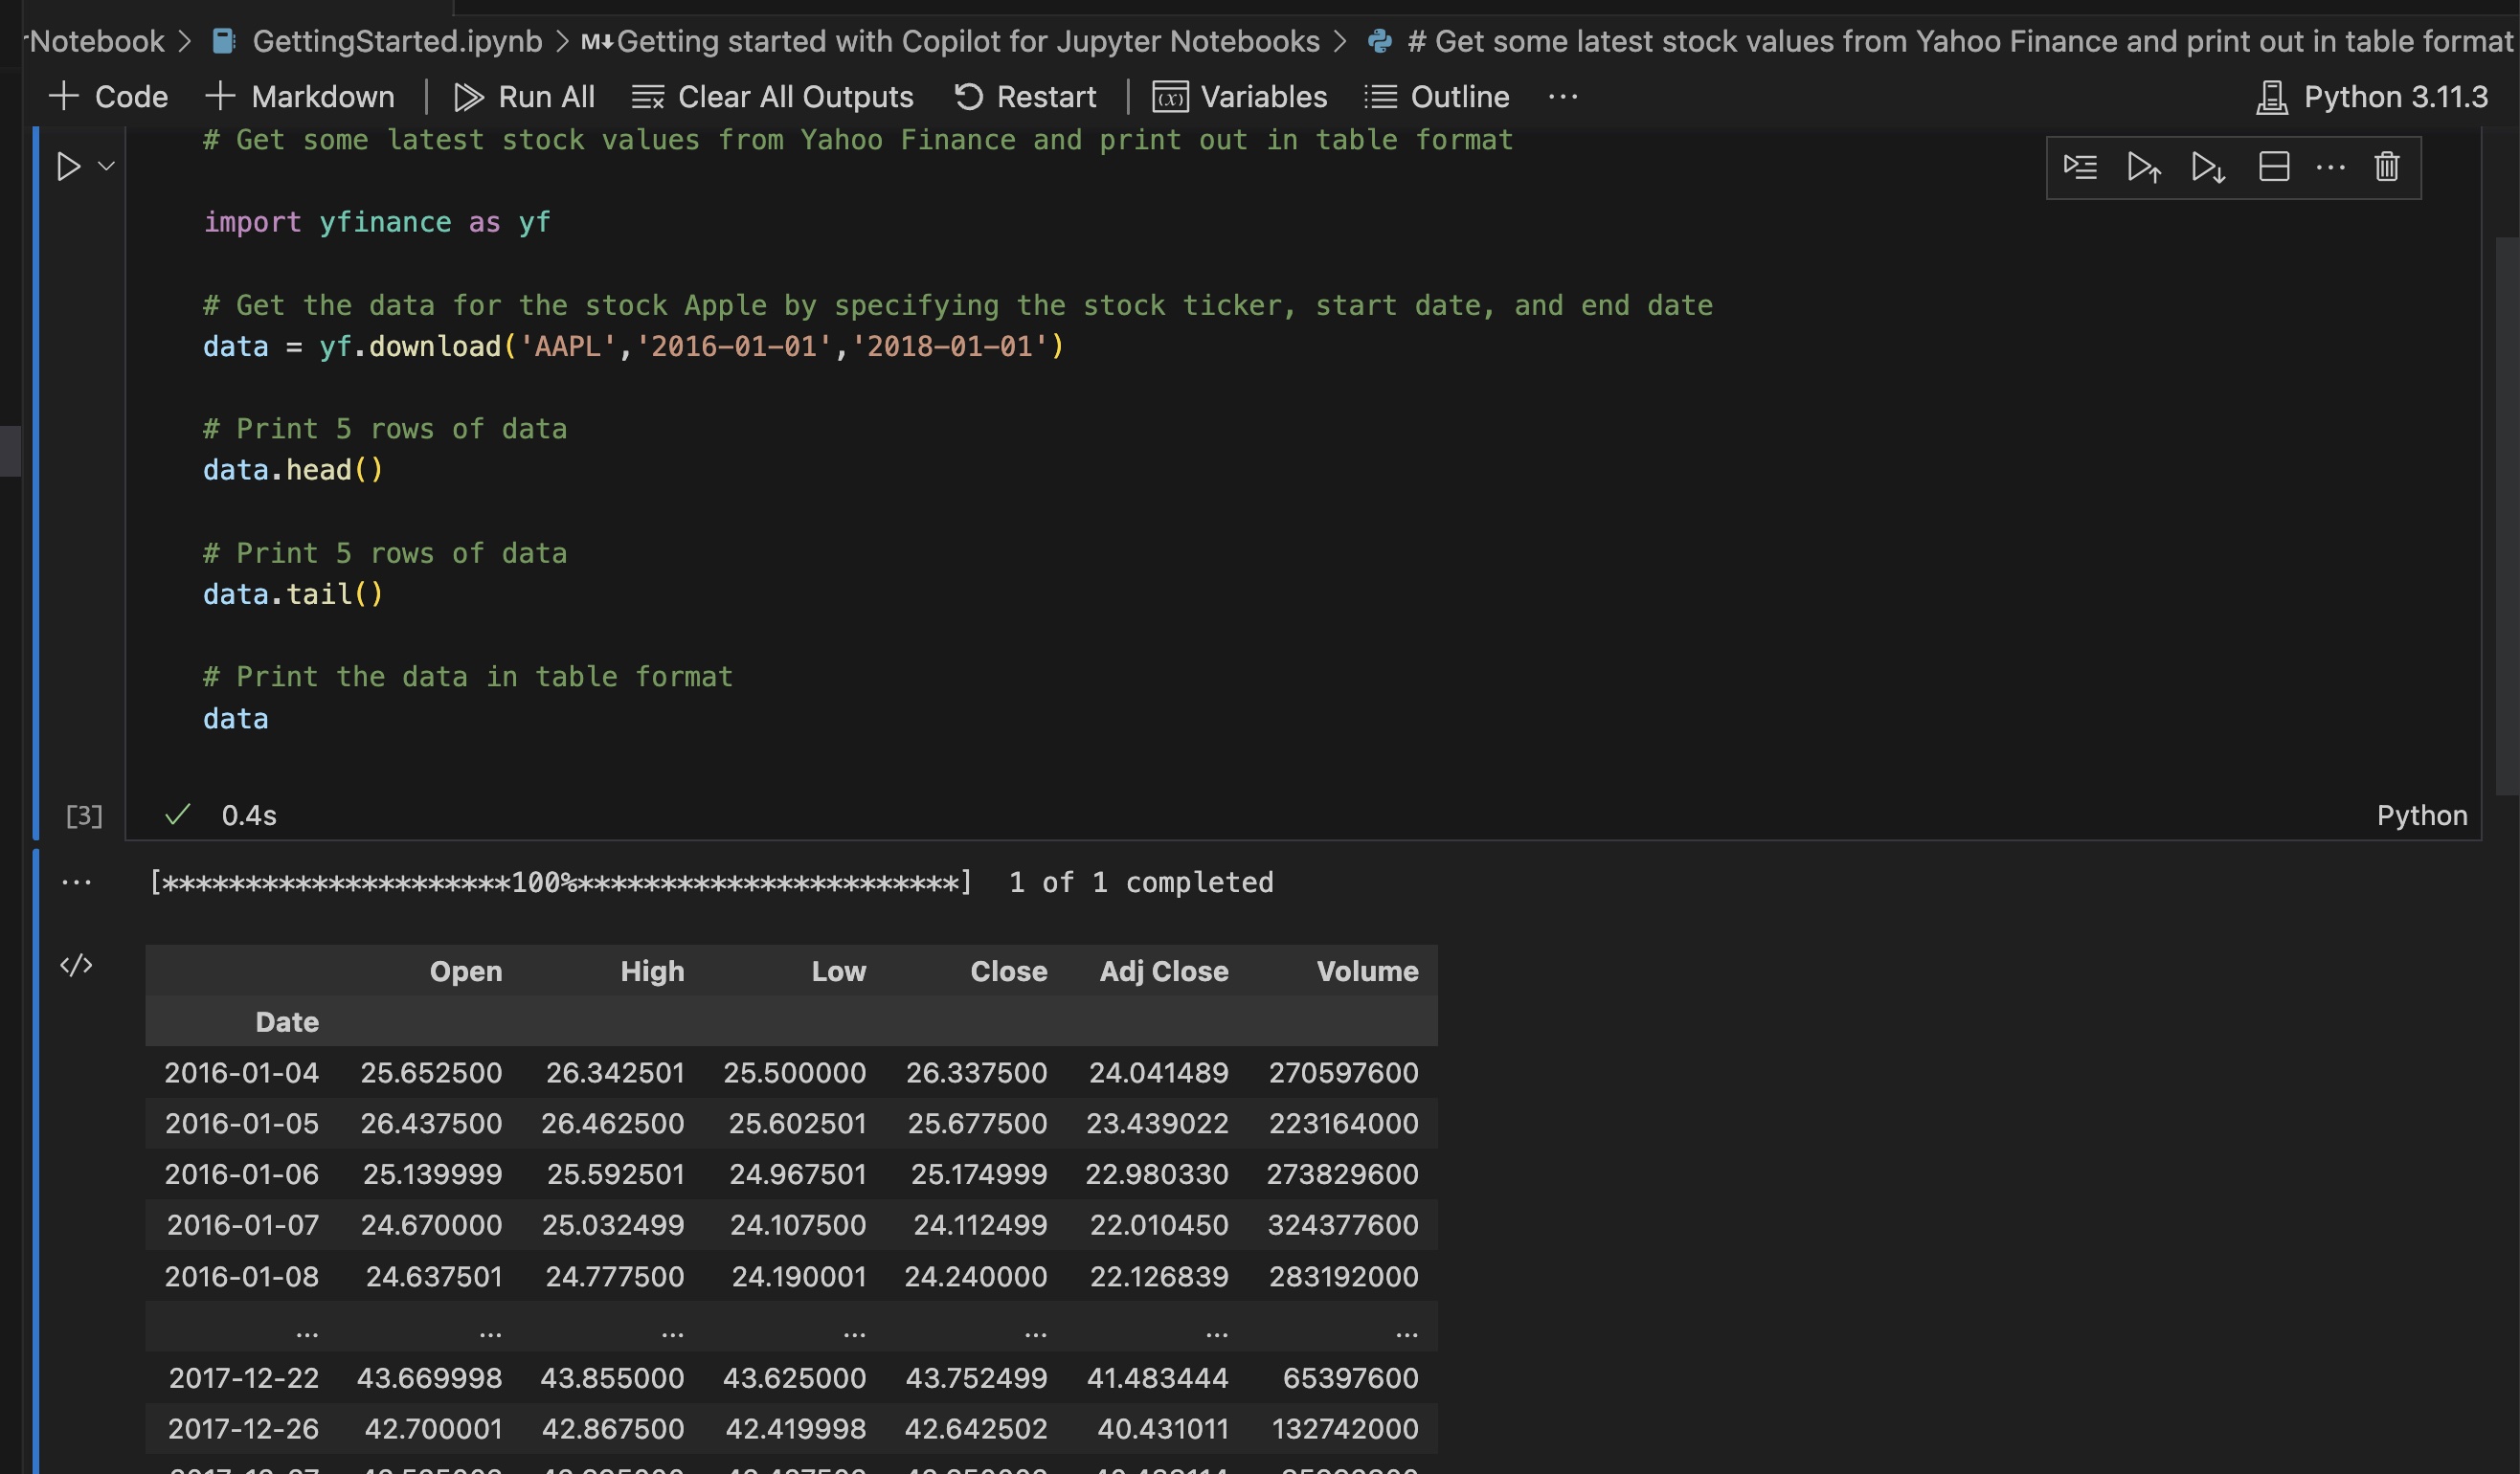 Notebook > GettingStarted.ipynb > M↓Getting started with Copilot for Jupyter Notebooks > # Get some latest stock values from Yahoo Finance and print out in table format
+ Code + Markdown | Run All Clear All Outputs Restart | (x) Variables Outline ... Python 3.11.3
# Get some latest stock values from Yahoo Finance and print out in table format
import yfinance as yf
# Get the data for the stock Apple by specifying the stock ticker, start date, and end date
data = yf.download('AAPL','2016-01-01','2018-01-01')
# Print 5 rows of data
data.head()
# Print 5 rows of data
data.tail()
# Print the data in table format
data
[3] 0.4s Python
[*********************100%***********************] 1 of 1 completed
Open High Low Close Adj Close Volume
Date
2016-01-04 25.652500 26.342501 25.500000 26.337500 24.041489 270597600
2016-01-05 26.437500 26.462500 25.602501 25.677500 23.439022 223164000
2016-01-06 25.139999 25.592501 24.967501 25.174999 22.980330 273829600
2016-01-07 24.670000 25.032499 24.107500 24.112499 22.010450 324377600
2016-01-08 24.637501 24.777500 24.190001 24.240000 22.126839 283192000
... ... ... ... ... ... ...
2017-12-22 43.669998 43.855000 43.625000 43.752499 41.483444 65397600
2017-12-26 42.700001 42.867500 42.419998 42.642502 40.431011 132742000